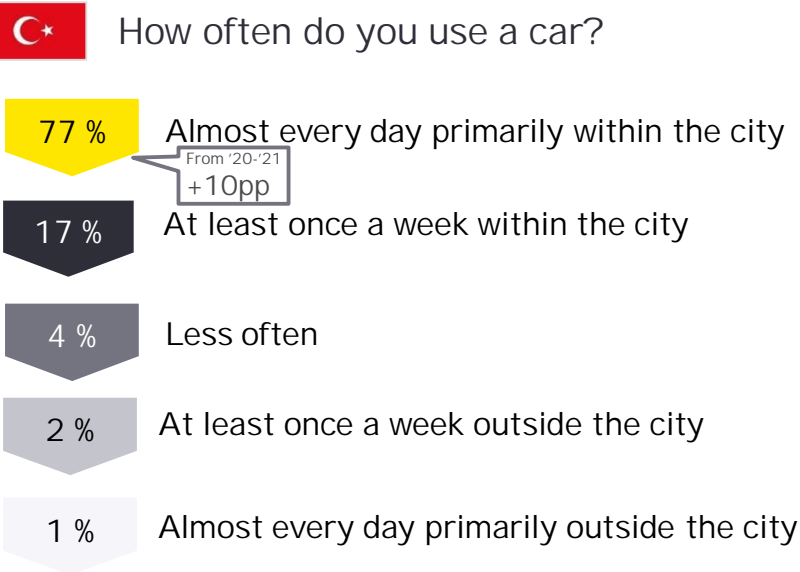 How often do you use a car?
77 % Almost every day primarily within the city
From '20-'21
+10pp
17 % At least once a week within the city
4 % Less often
2 % At least once a week outside the city
1 % Almost every day primarily outside the city